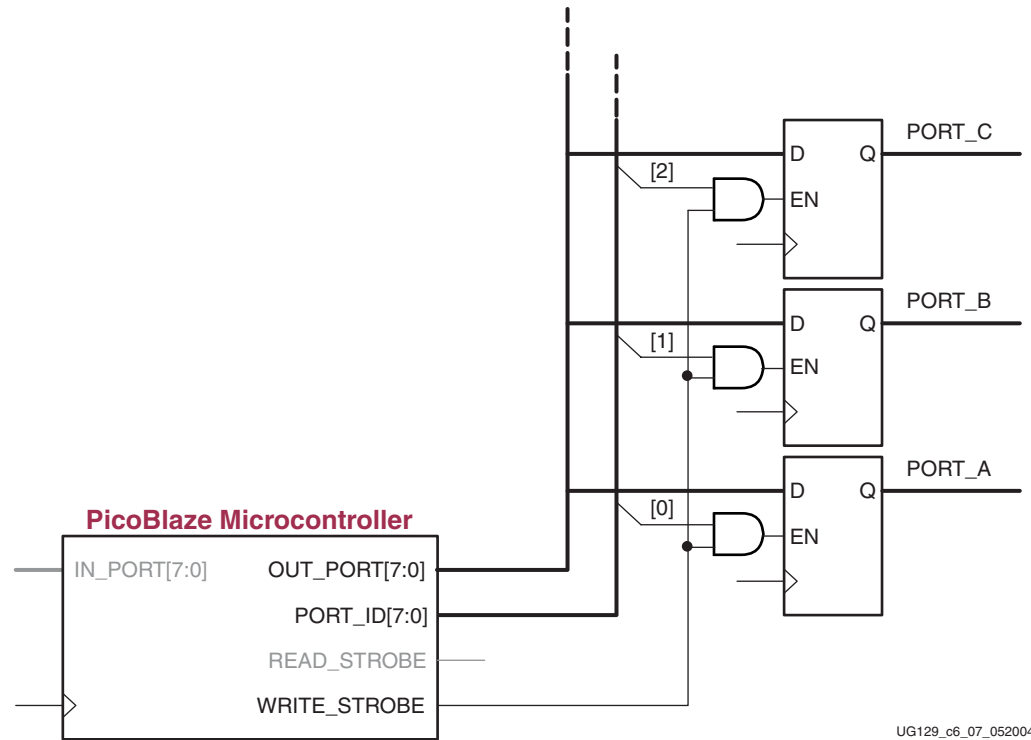 PORT_C
D
Q
[2]
EN
PORT_B
D
Q
[1]
EN
PORT_A
D
Q
[0]
EN
PicoBlaze Microcontroller
IN_PORT[7:0]
OUT_PORT[7:0]
PORT_ID[7:0]
READ_STROBE
WRITE_STROBE
UG129_c6_07_052004